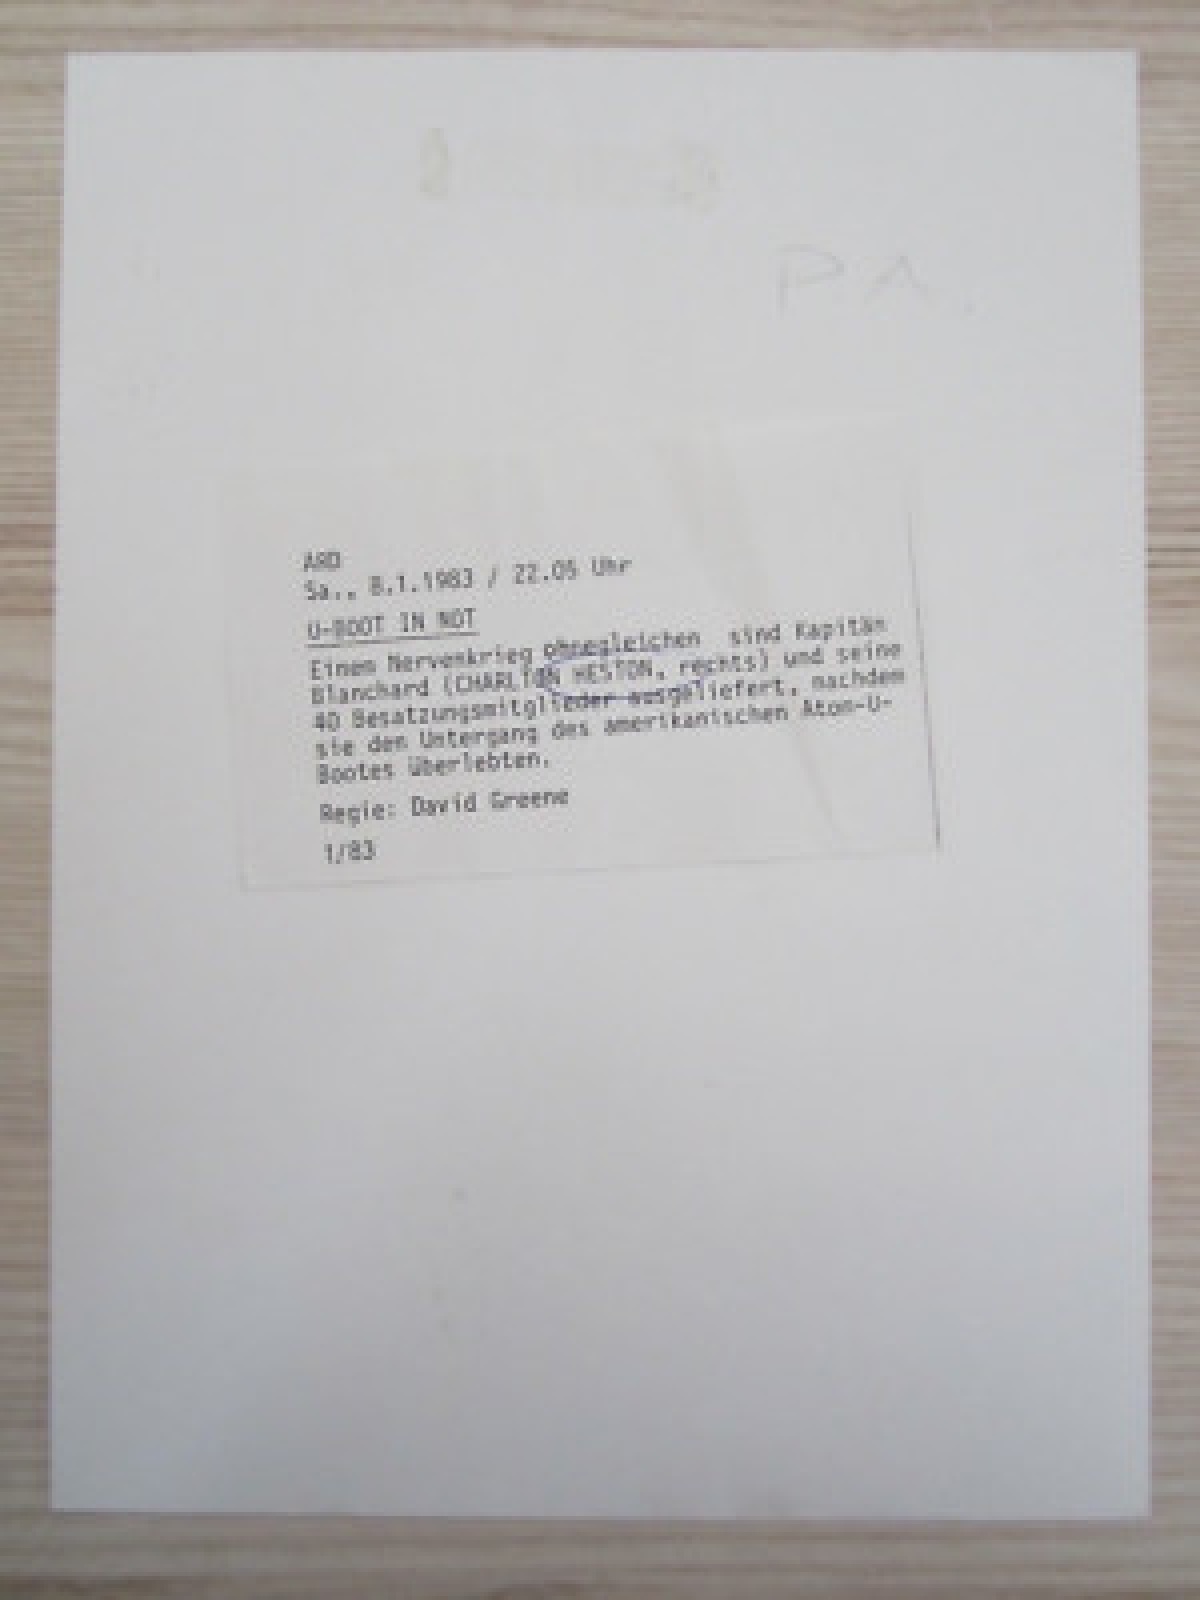 P.A.
ARD
Sa., 8.1.1983 / 22.05 Uhr
U-BOOT IN NOT
Einem Nervenkrieg ohnegleichen sind Kapitän
Blanchard (CHARLTON HESTON, rechts) und seine
40 Besatzungsmitglieder ausgeliefert, nachdem
sie den Untergang des amerikanischen Atom-U-
Bootes überlebten.
Regie: David Greene
1/83